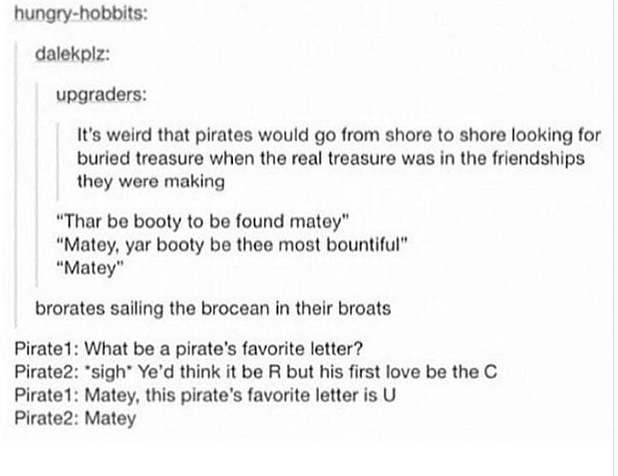 hungry-hobbits:
dalekplz:
upgraders:
It's weird that pirates would go from shore to shore looking for
buried treasure when the real treasure was in the friendships
they were making
“Thar be booty to be found matey”
“Matey, yar booty be thee most bountiful”
“Matey”
brorates sailing the brocean in their broats
Pirate1: What be a pirate's favorite letter?
Pirate2: *sigh* Ye'd think it be R but his first love be the C
Pirate1: Matey, this pirate's favorite letter is U
Pirate2: Matey